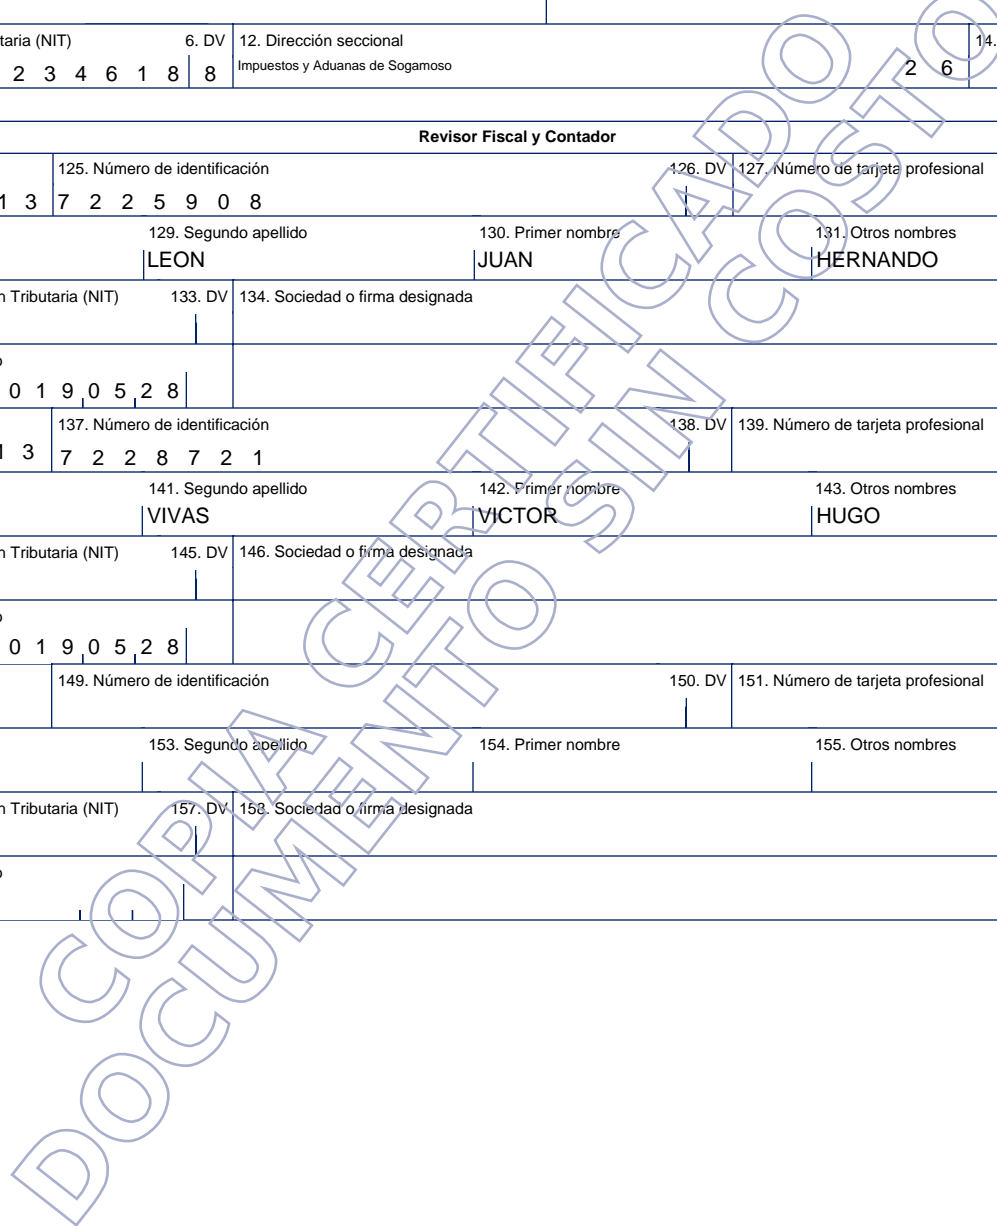 taria (NIT) 6. DV 12. Dirección seccional 14.
2 3 4 6 1 8 8 Impuestos y Aduanas de Sogamoso 2 6
Revisor Fiscal y Contador
125. Número de identificación 126. DV 127. Número de tarjeta profesional
1 3 7 2 2 5 9 0 8
129. Segundo apellido 130. Primer nombre 131. Otros nombres
LEON JUAN HERNANDO
n Tributaria (NIT) 133. DV 134. Sociedad o firma designada
o
0 1 9 0 5 2 8
137. Número de identificación 138. DV 139. Número de tarjeta profesional
1 3 7 2 2 8 7 2 1
141. Segundo apellido 142. Primer nombre 143. Otros nombres
VIVAS VICTOR HUGO
n Tributaria (NIT) 145. DV 146. Sociedad o firma designada
o
0 1 9 0 5 2 8
149. Número de identificación 150. DV 151. Número de tarjeta profesional
153. Segundo apellido 154. Primer nombre 155. Otros nombres
n Tributaria (NIT) 157. DV 158. Sociedad o firma designada
o
COPIA CERTIFICADO
DOCUMENTO SIN COSTO